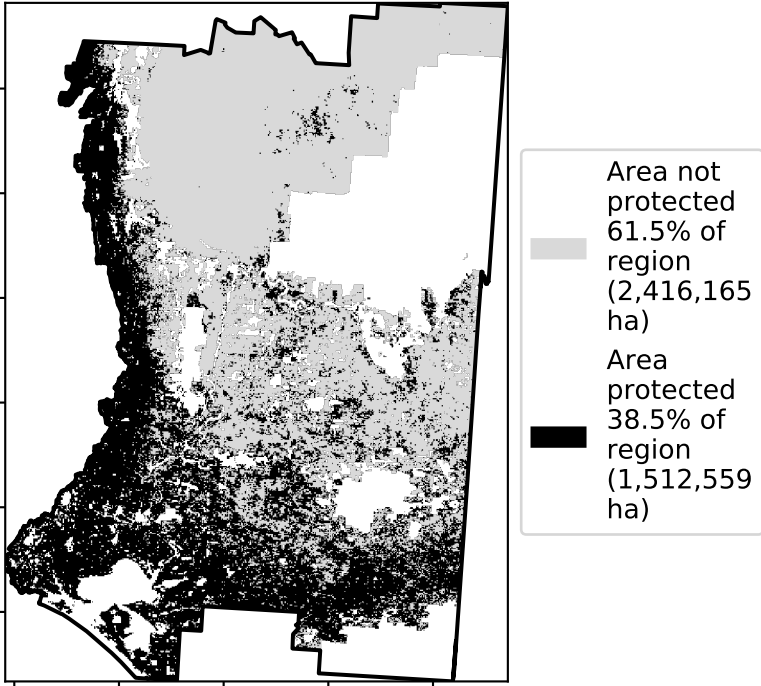 Area not
protected
61.5% of
region
(2,416,165
ha)
Area
protected
38.5% of
region
(1,512,559
ha)